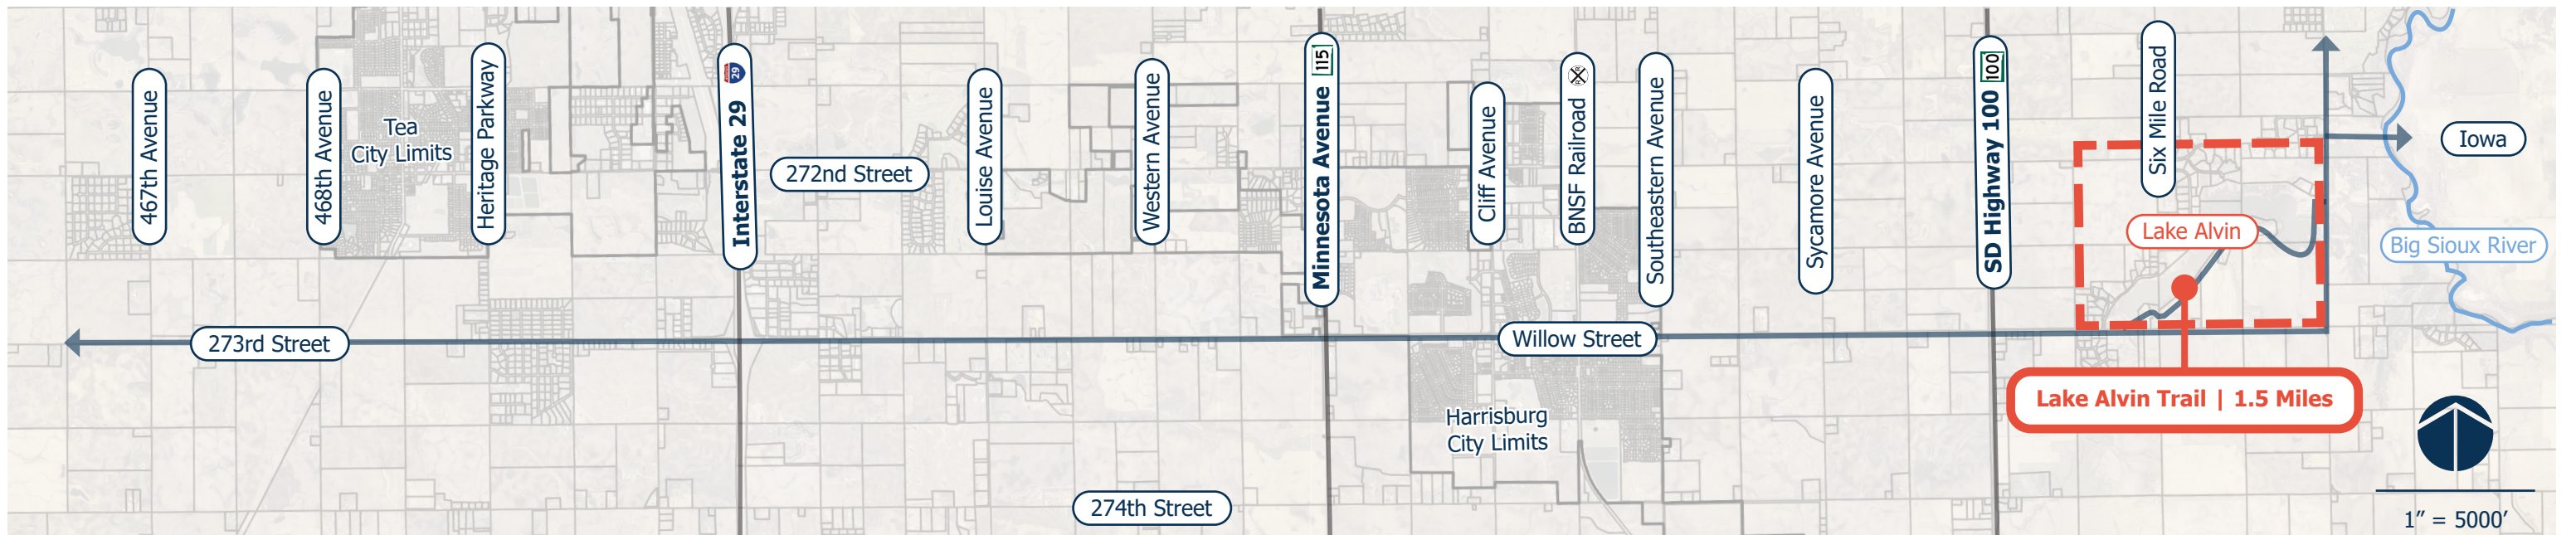 467th Avenue
468th Avenue
Tea
City Limits
Heritage Parkway
Interstate 29
29
272nd Street
Louise Avenue
Western Avenue
Minnesota Avenue
115
Cliff Avenue
BNSF Railroad
Southeastern Avenue
Sycamore Avenue
SD Highway 100
100
Six Mile Road
Iowa
Lake Alvin
Big Sioux River
273rd Street
Willow Street
Lake Alvin Trail | 1.5 Miles
Harrisburg
City Limits
274th Street
1” = 5000’